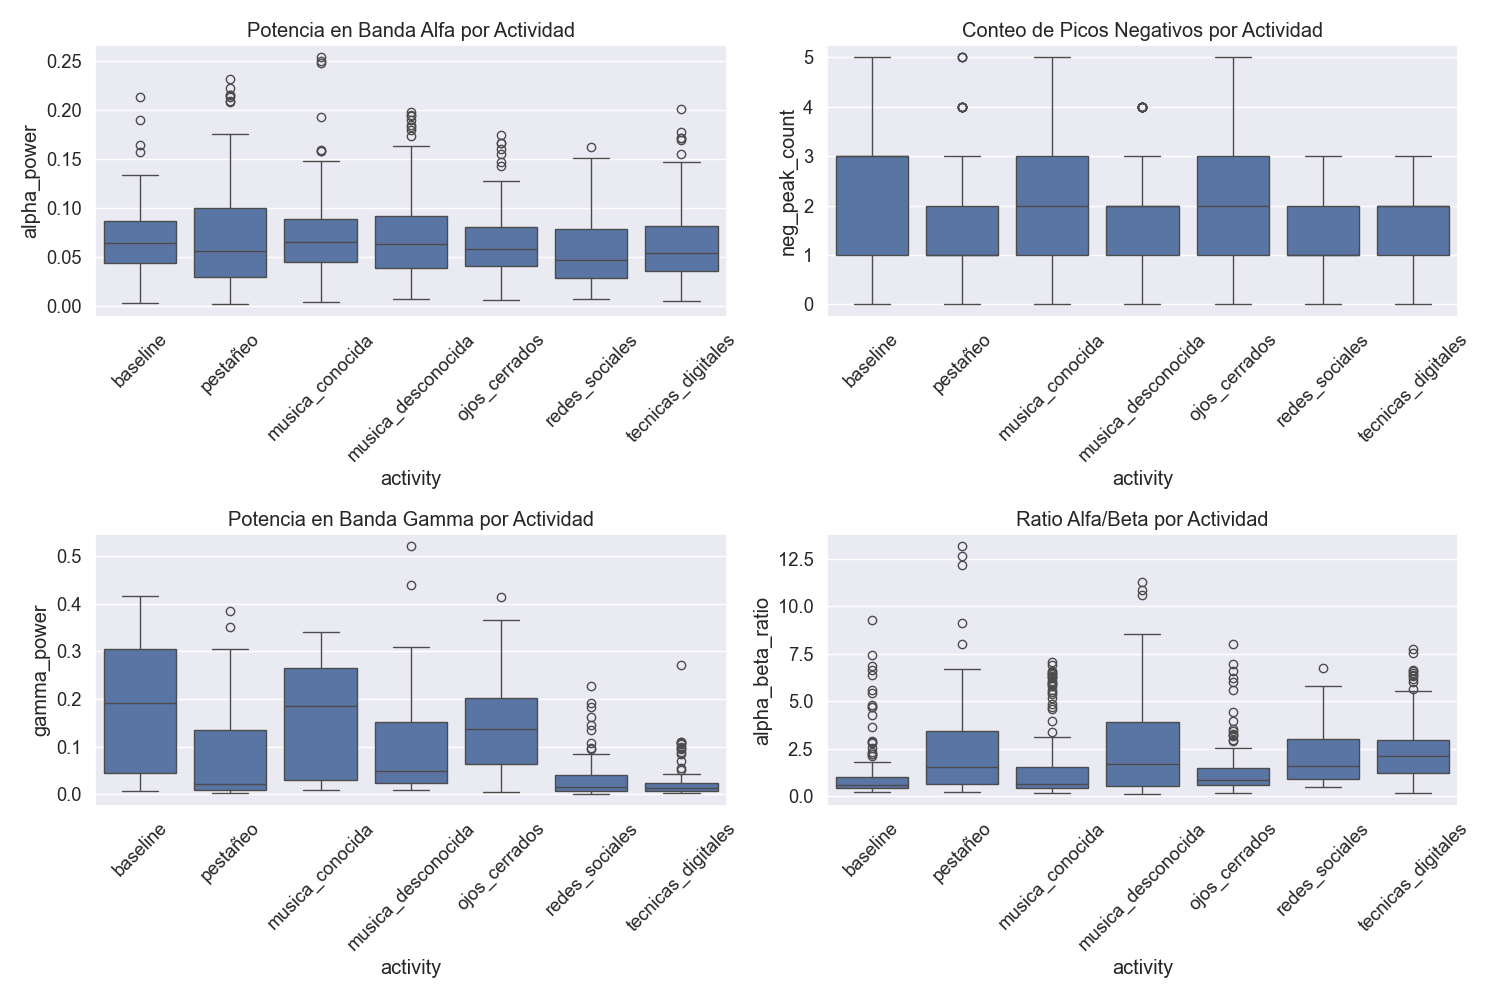 Potencia en Banda Alfa por Actividad
alpha_power
0.25
0.20
0.15
0.10
0.05
0.00
baseline
pestañeo
musica_conocida
musica_desconocida
ojos_cerrados
redes_sociales
tecnicas_digitales
activity
Conteo de Picos Negativos por Actividad
neg_peak_count
5
4
3
2
1
0
baseline
pestañeo
musica_conocida
musica_desconocida
ojos_cerrados
redes_sociales
tecnicas_digitales
activity
Potencia en Banda Gamma por Actividad
gamma_power
0.5
0.4
0.3
0.2
0.1
0.0
baseline
pestañeo
musica_conocida
musica_desconocida
ojos_cerrados
redes_sociales
tecnicas_digitales
activity
Ratio Alfa/Beta por Actividad
alpha_beta_ratio
12.5
10.0
7.5
5.0
2.5
0.0
baseline
pestañeo
musica_conocida
musica_desconocida
ojos_cerrados
redes_sociales
tecnicas_digitales
activity